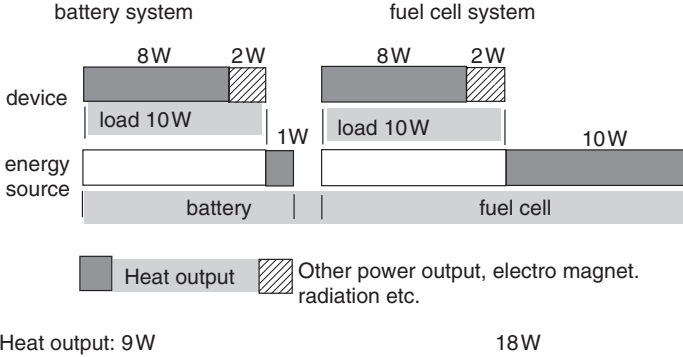 battery system fuel cell system
8W 2W 8W 2W
device
load 10W load 10W
1W 10W
energy
source
battery fuel cell
Heat output Other power output, electro magnet.
radiation etc.
Heat output: 9W 18W